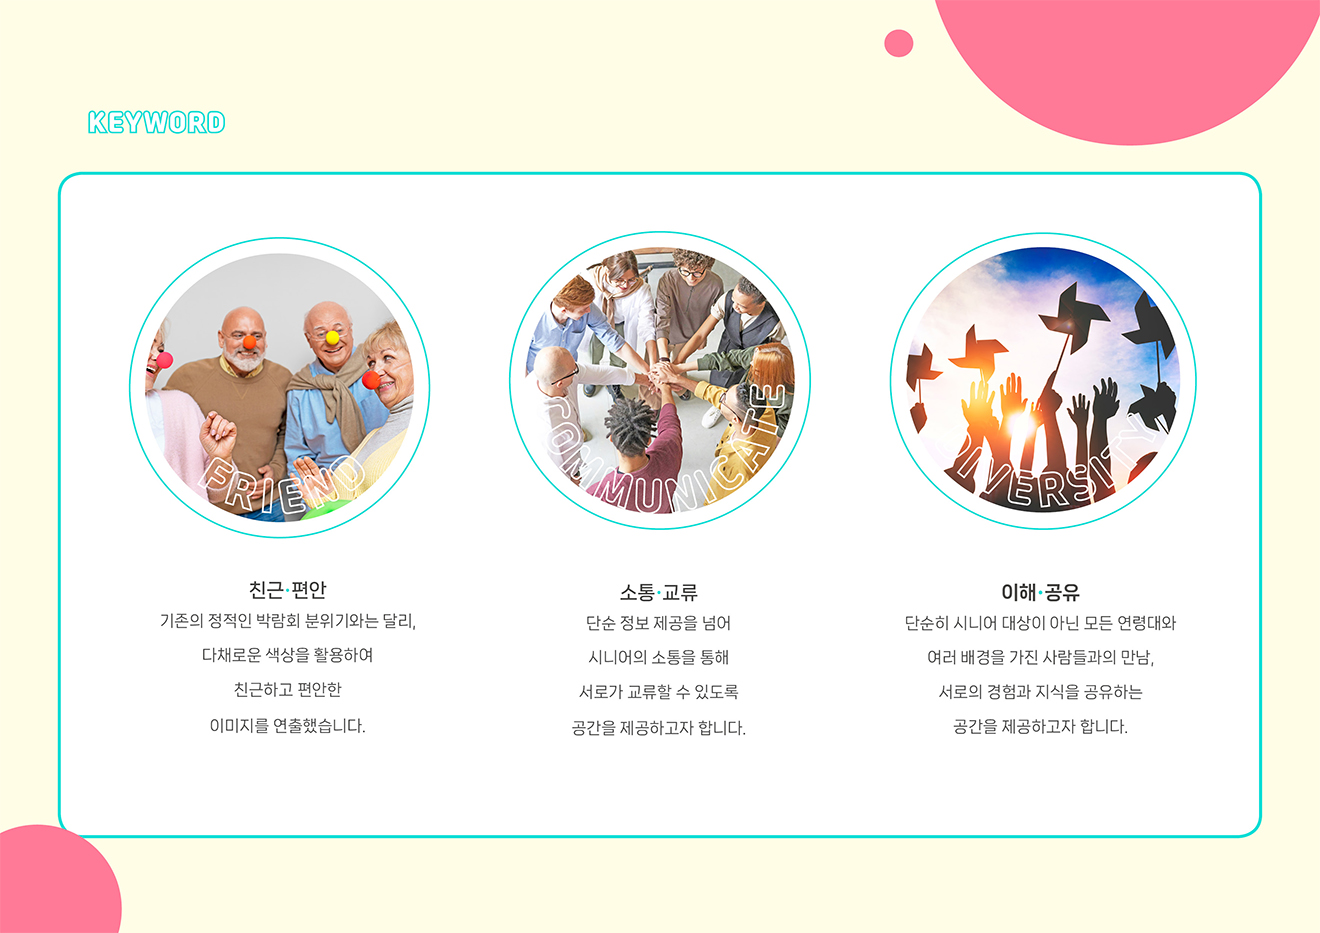 KEYWORD
FRIEND
COMMUNICATE
DIVERSITY
친근·편안
기존의 정적인 박람회 분위기와는 달리,
다채로운 색상을 활용하여
친근하고 편안한
이미지를 연출했습니다.
소통·교류
단순 정보 제공을 넘어
시니어의 소통을 통해
서로가 교류할 수 있도록
공간을 제공하고자 합니다.
이해·공유
단순히 시니어 대상이 아닌 모든 연령대와
여러 배경을 가진 사람들과의 만남,
서로의 경험과 지식을 공유하는
공간을 제공하고자 합니다.